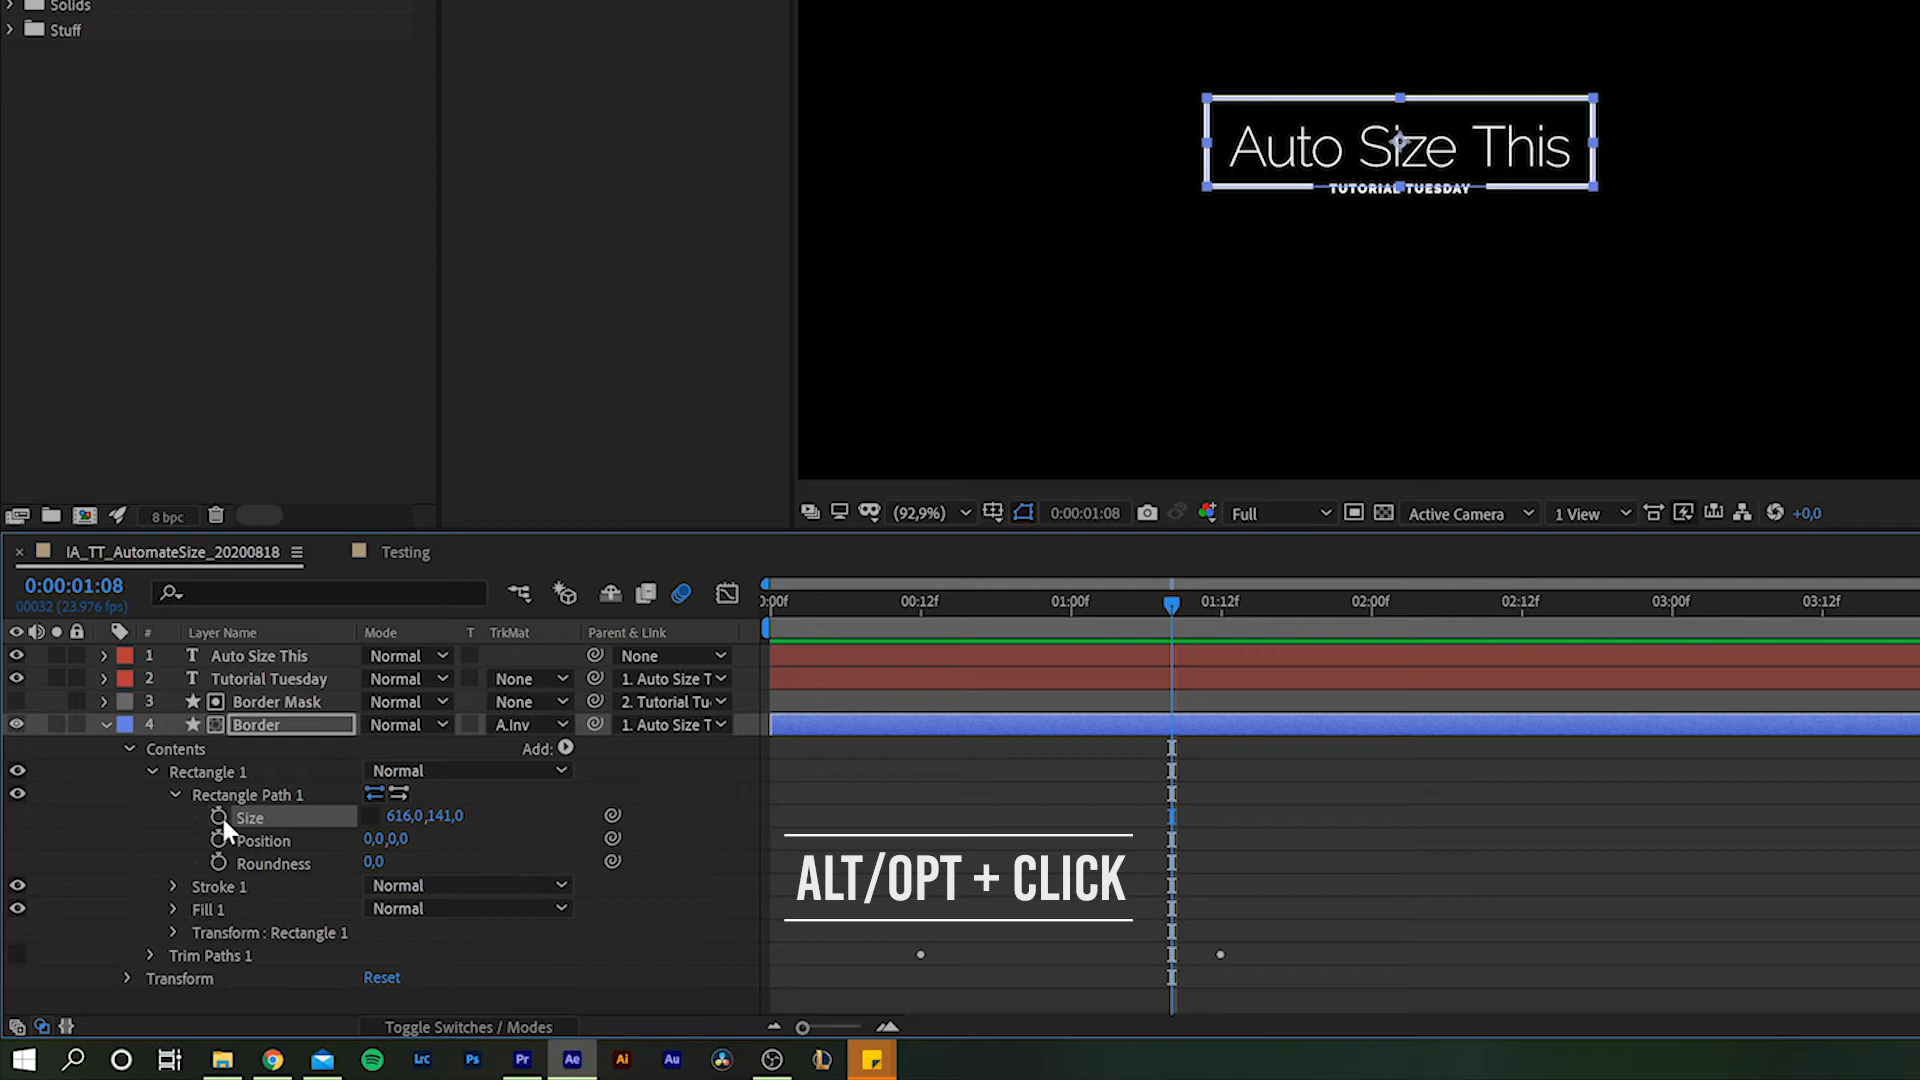 Solids
Stuff
Auto Size This
TUTORIAL TUESDAY
8 bpc
(92,9%)
0:00:01:08
Full
Active Camera
1 View
+0,0
IA_TT_AutomateSize_20200818
Testing
0:00:01:08
00032 (23.976 fps)
0:00f
00:12f
01:00f
01:12f
02:00f
02:12f
03:00f
03:12f
#
Layer Name
Mode
T
TrkMat
Parent & Link
1
T
Auto Size This
Normal
None
2
T
Tutorial Tuesday
Normal
None
1. Auto Size T
3
Border Mask
Normal
None
2. Tutorial Tu
4
Border
Normal
A.Inv
1. Auto Size T
Contents
Add:
Rectangle 1
Normal
Rectangle Path 1
Size
616,0,141,0
Position
0,0,0,0
Roundness
0,0
ALT/OPT + CLICK
Stroke 1
Normal
Fill 1
Normal
Transform : Rectangle 1
Trim Paths 1
Transform
Reset
Toggle Switches / Modes
Lrc
Ps
Pr
Ae
Ai
Au